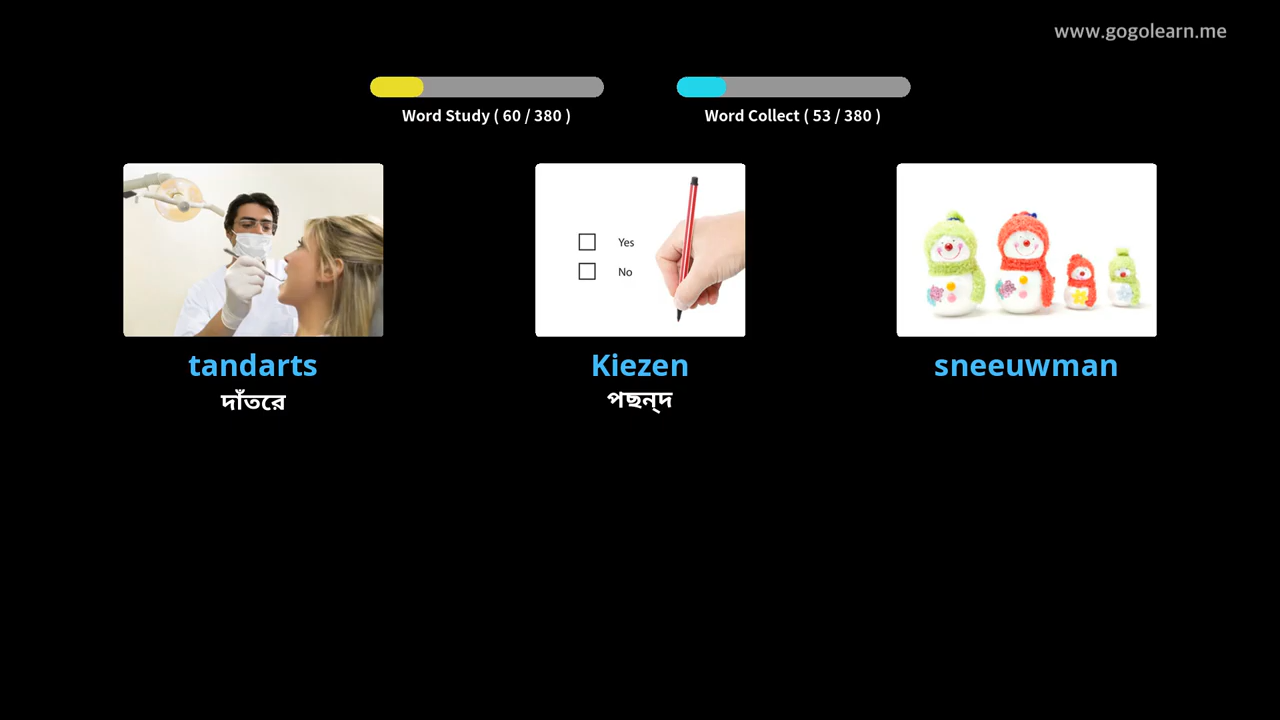 www.gogolearn.me
Word Study ( 60 / 380 )
Word Collect ( 53 / 380 )
Yes
No
tandarts
Kiezen
sneeuwman
দাঁতরে
পছন্দ